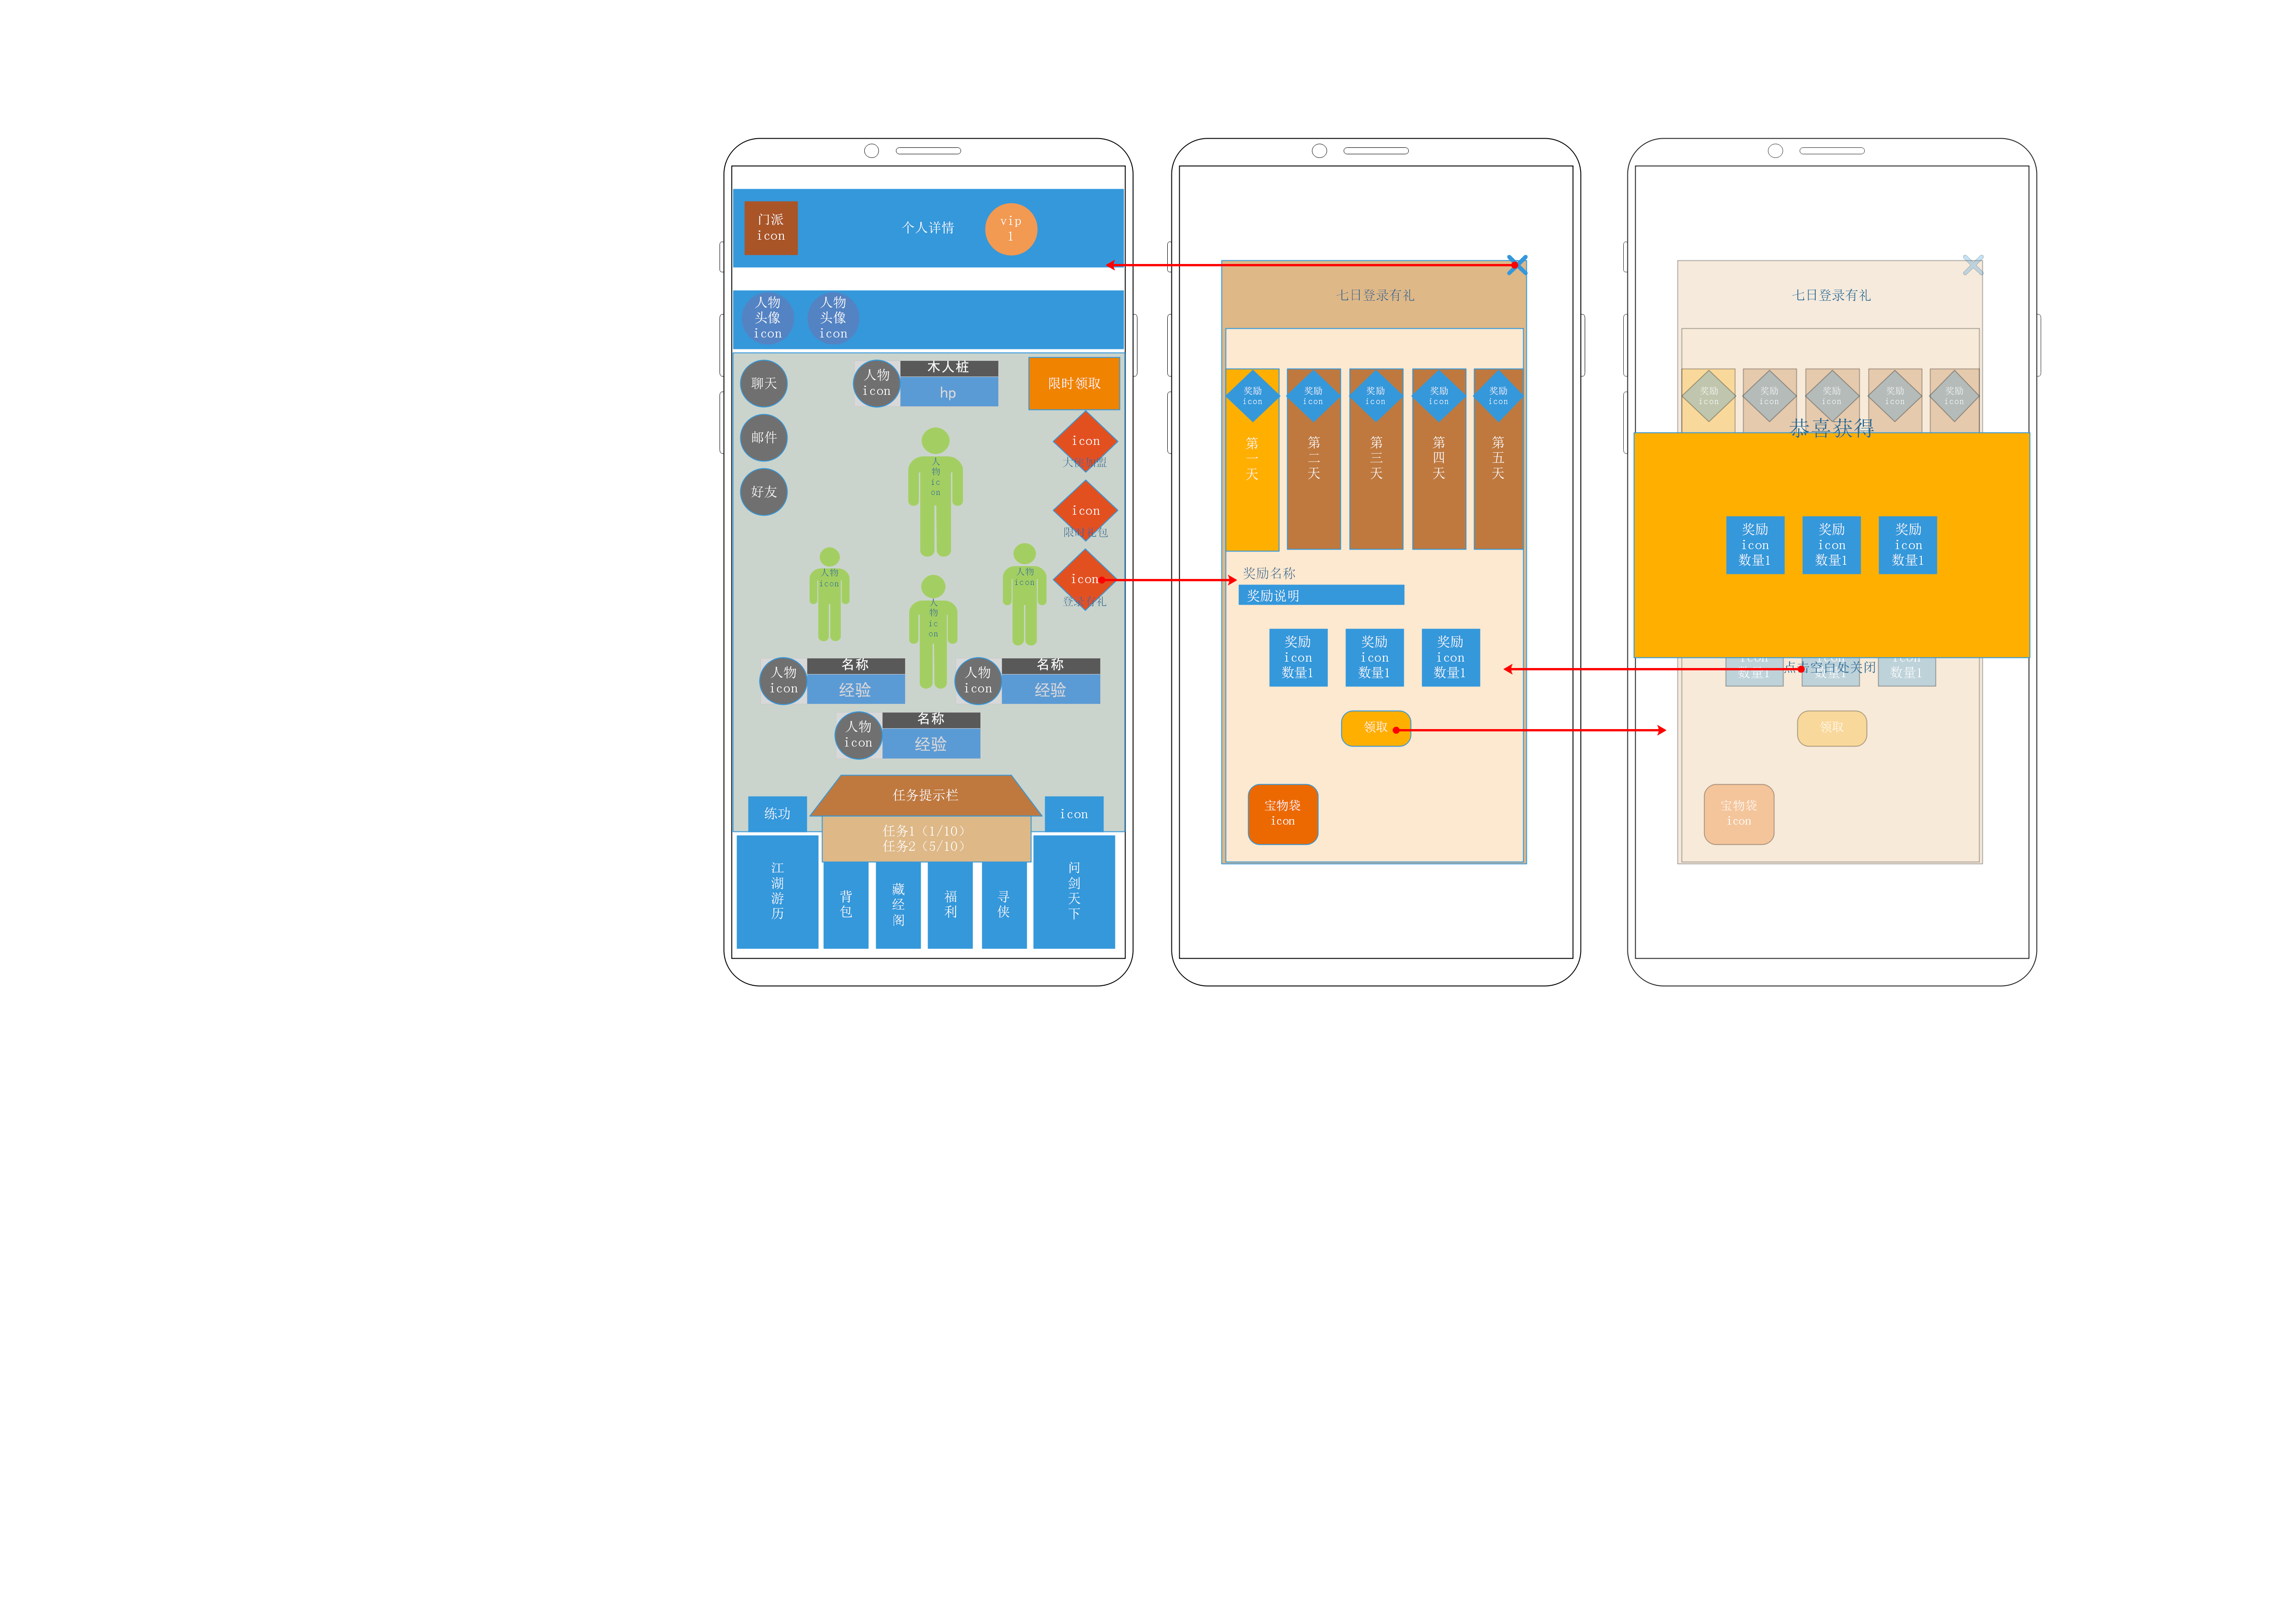 门派
icon
个人详情
vip
1
人物
头像
icon
人物
头像
icon
聊天
邮件
好友
人物
icon
木人桩
hp
限时领取
icon
icon
限时礼包
icon
登录有礼
人
物
ic
on
人物
icon
人
物
ic
on
人物
icon
人物
icon
名称
经验
人物
icon
名称
经验
人物
icon
名称
经验
练功
任务提示栏
icon
任务1（1/10）
任务2（5/10）
江
湖
游
历
背
包
藏
经
阁
福
利
寻
侠
问
剑
天
下
七日登录有礼
奖励
icon
第
一
天
奖励
icon
第
二
天
奖励
icon
第
三
天
奖励
icon
第
四
天
奖励
icon
第
五
天
奖励名称
奖励说明
奖励
icon
数量1
奖励
icon
数量1
奖励
icon
数量1
领取
宝物袋
icon
七日登录有礼
奖励
icon
奖励
icon
奖励
icon
奖励
icon
奖励
icon
恭喜获得
奖励
icon
数量1
奖励
icon
数量1
奖励
icon
数量1
点击空白处关闭
icon
数量1
icon
数量1
icon
数量1
领取
宝物袋
icon